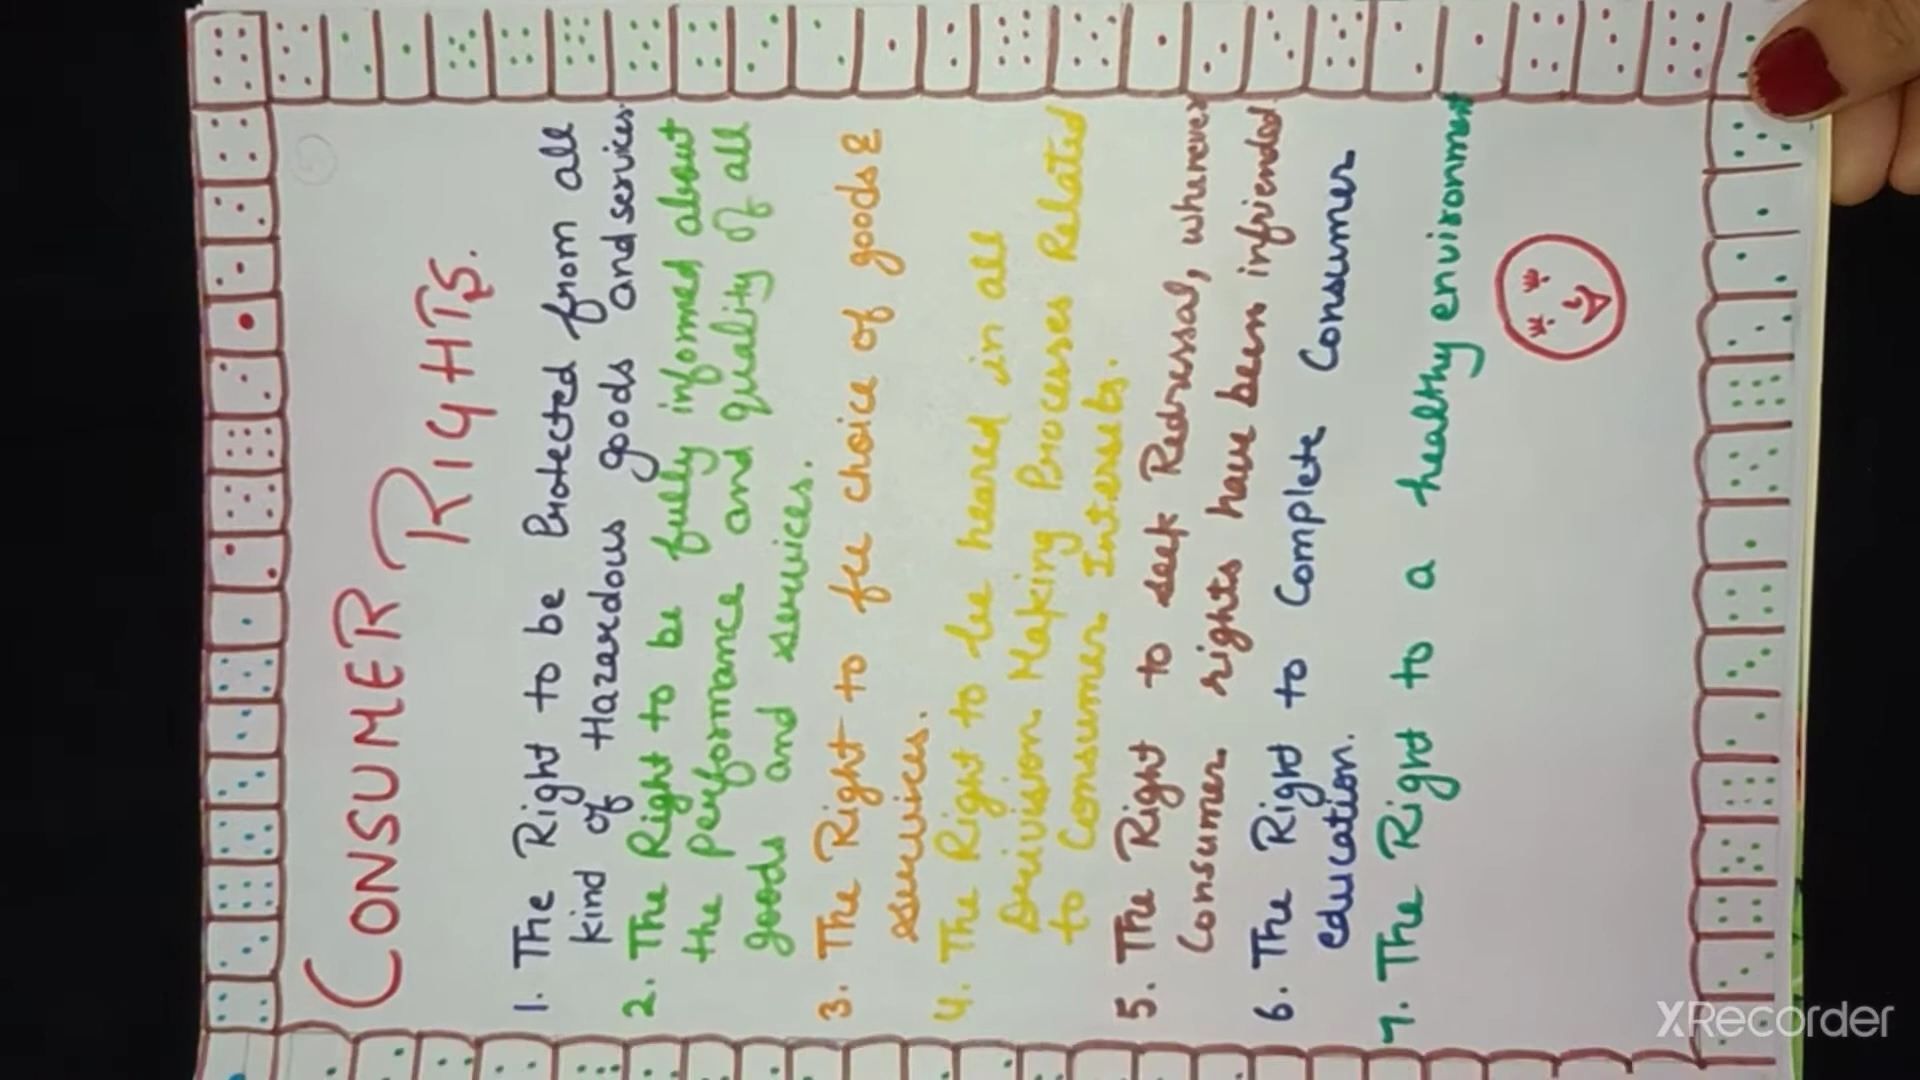 CONSUMER
RIGHTS.
1. The Right to be Protected from all
kind of Hazardous goods and services.
2. The Right to be fully informed about
the performance and quality of all
goods and services.
3. The Right to fee choice of goods &
services.
4. The Right to be heared in all
Decision Making Processes Related
to Consumer Interests.
5. The Right to seek Redressal, whenever
Consumer rights have been infriended
6. The Right to Complete Consumer
education.
7. The Right to a healthy environment
XRecorder